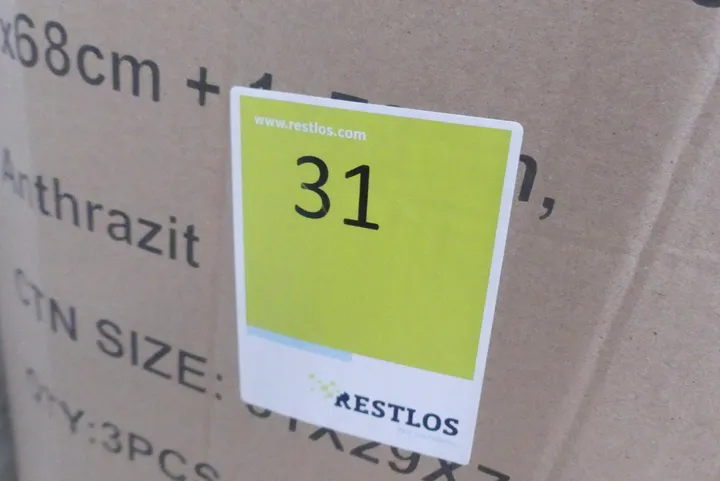 x68cm +
www.restlos.com
31
Anthrazit
CTN SIZE:
QTY:3PCS
RESTLOS